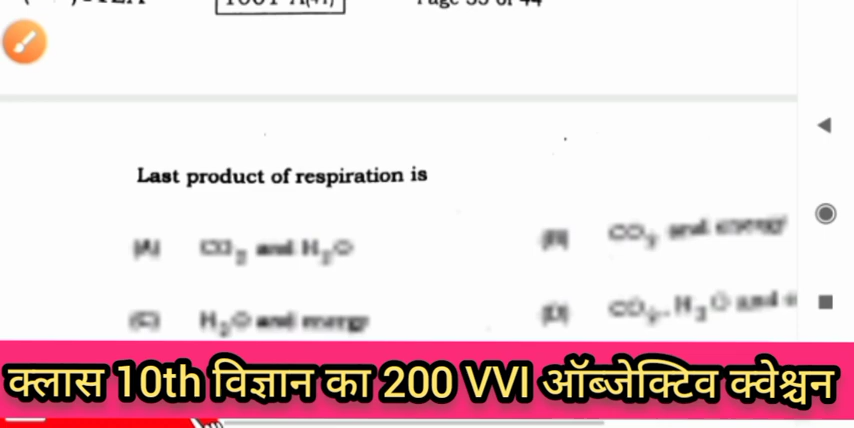 Last product of respiration is
(A) CO2 and H2O
(B) CO2 and energy
(C) H2O and energy
(D) CO2, H2O and
क्लास 10th विज्ञान का 200 VVI ऑब्जेक्टिव क्वेश्चन